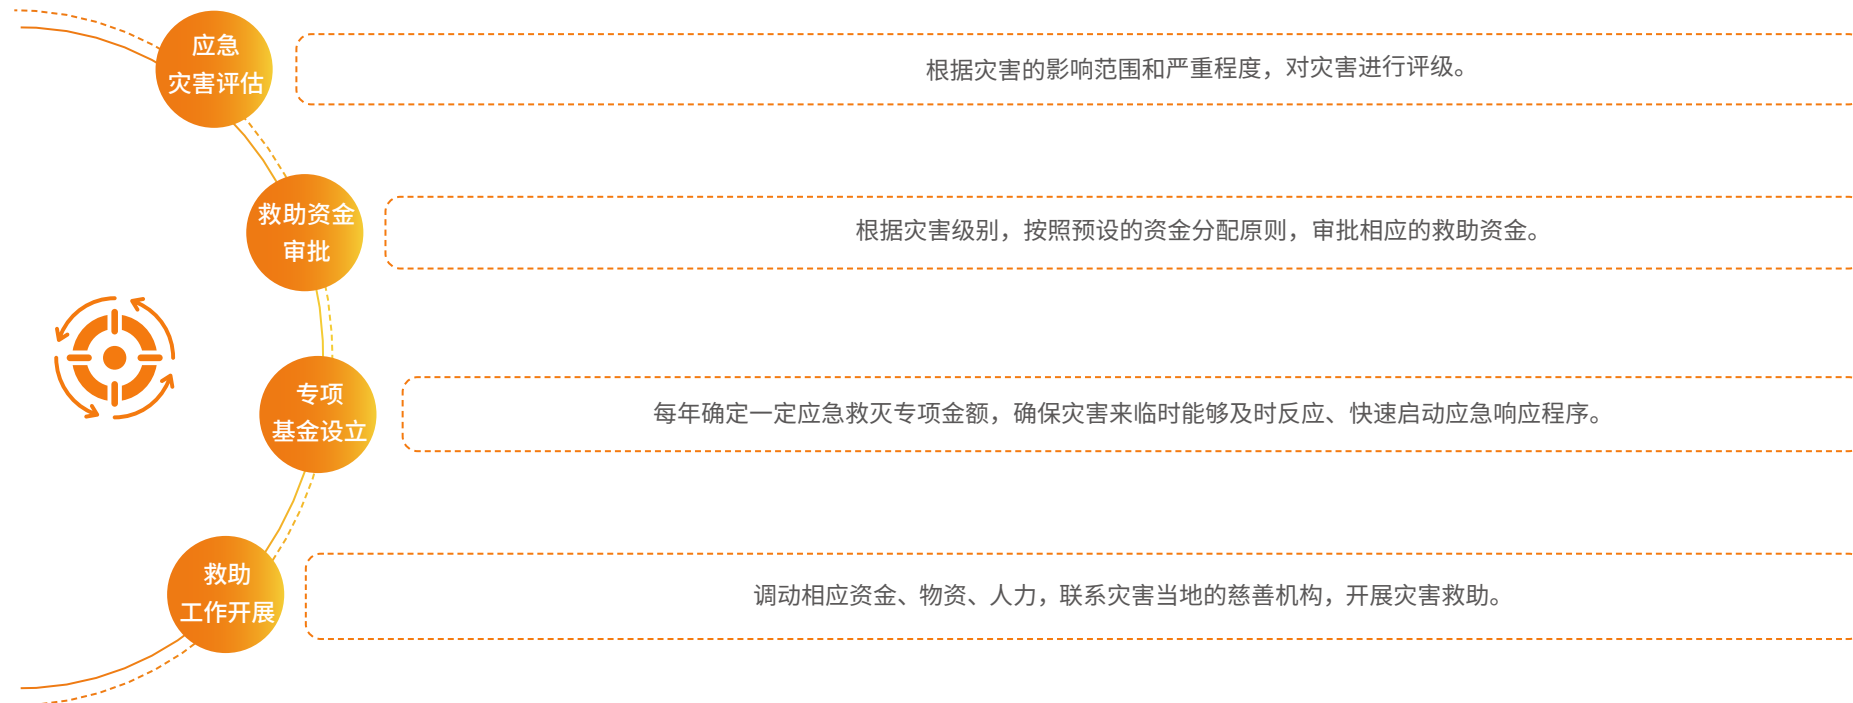 应急
灾害评估
根据灾害的影响范围和严重程度，对灾害进行评级。
救助资金
审批
根据灾害级别，按照预设的资金分配原则，审批相应的救助资金。
专项
基金设立
每年确定一定应急救灭专项金额，确保灾害来临时能够及时反应、快速启动应急响应程序。
救助
工作开展
调动相应资金、物资、人力，联系灾害当地的慈善机构，开展灾害救助。